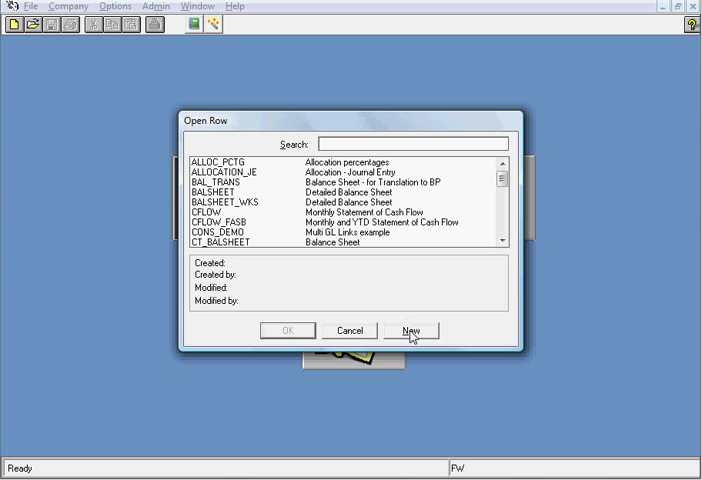 File Company Options Admin Window Help
Open Row
Search:
ALLOC_PCTG Allocation percentages
ALLOCATION_JE Allocation - Journal Entry
BAL_TRANS Balance Sheet - for Translation to BP
BALSHEET Detailed Balance Sheet
BALSHEET_WKS Detailed Balance Sheet
CFLOW Monthly Statement of Cash Flow
CFLOW_FASB Monthly and YTD Statement of Cash Flow
CONS_DEMO Multi GL Links example
CT_BALSHEET Balance Sheet
Created:
Created by:
Modified:
Modified by:
OK Cancel New
Ready FW